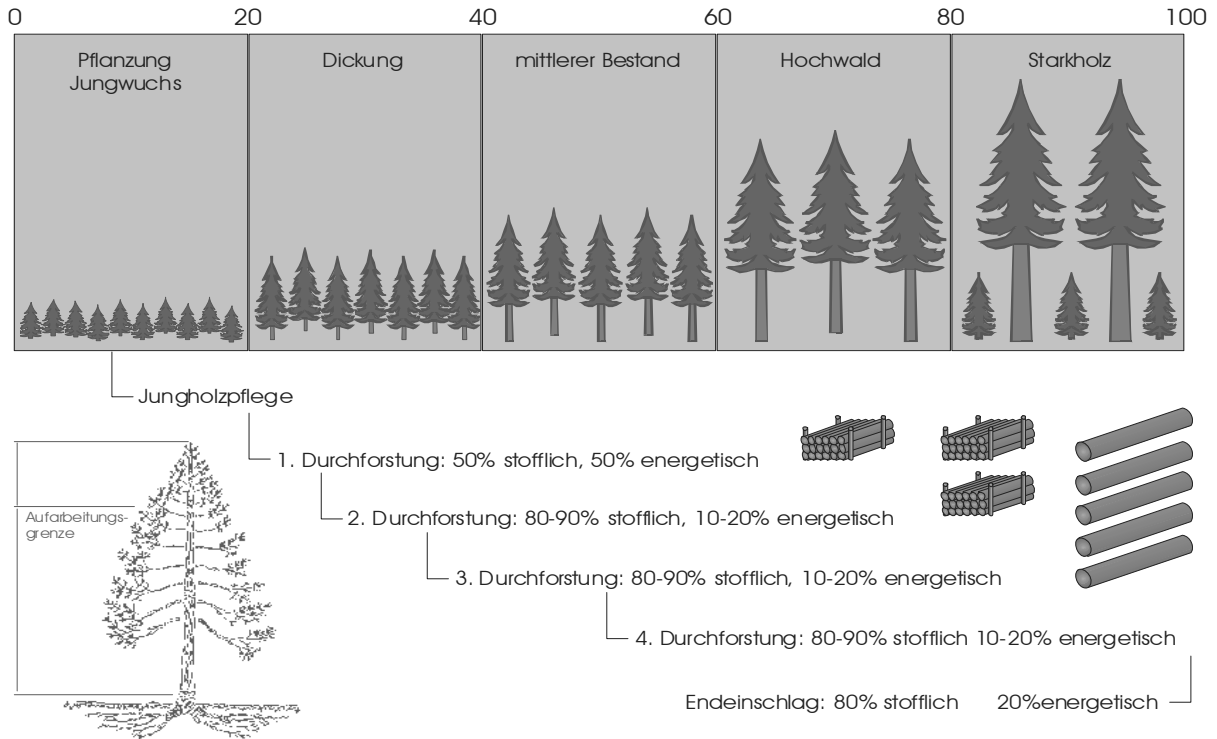 0 20 40 60 80 100
Pflanzung
Jungwuchs
Dickung
mittlerer Bestand
Hochwald
Starkholz
Jungholzpflege
1. Durchforstung: 50% stofflich, 50% energetisch
2. Durchforstung: 80-90% stofflich, 10-20% energetisch
3. Durchforstung: 80-90% stofflich, 10-20% energetisch
4. Durchforstung: 80-90% stofflich 10-20% energetisch
Endeinschlag: 80% stofflich 20%energetisch
Aufarbeitungs-
grenze